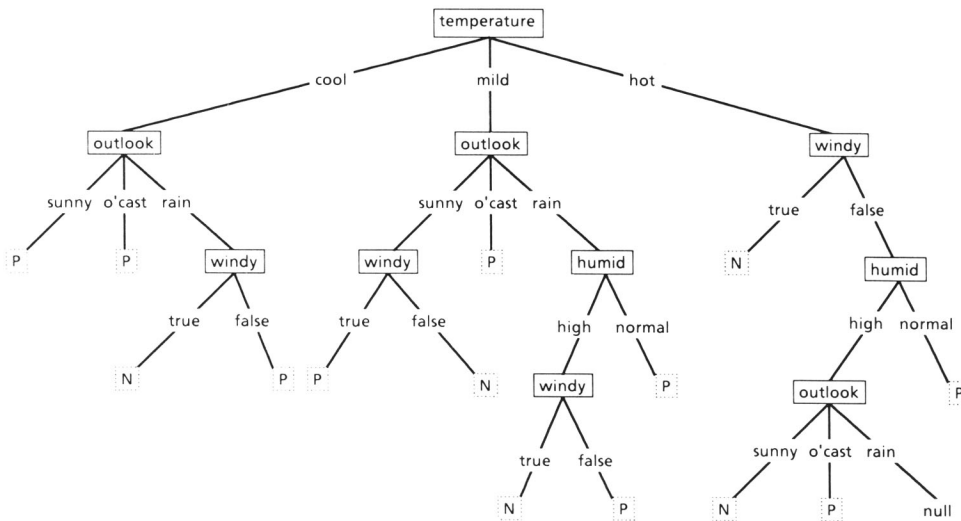 temperature
cool mild hot
outlook outlook windy
sunny o'cast rain sunny o'cast rain true false
P P windy windy P humid N humid
true false true false high normal high normal
N P P N windy P outlook P
true false sunny o'cast rain
N P N P null